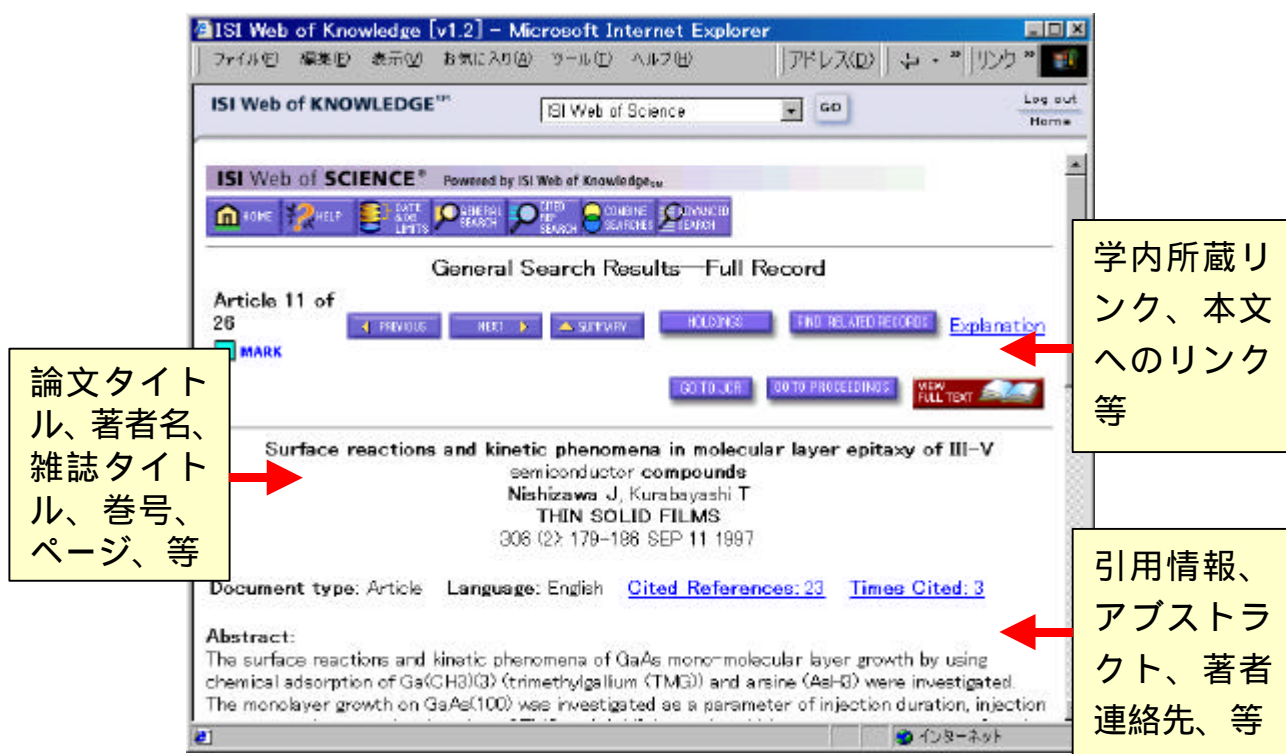 ISI Web of Knowledge [v1.2] - Microsoft Internet Explorer
ファイル(F) 編集(E) 表示(V) お気に入り(A) ツール(T) ヘルプ(H) アドレス(D) リンク
ISI Web of KNOWLEDGE℠ ISI Web of Science GO Log out
Home
ISI Web of SCIENCE® Powered by ISI Web of Knowledge℠
HOME HELP DATE & DB LIMITS GENERAL SEARCH CITED REF SEARCH COMBINE SEARCHES ADVANCED SEARCH
General Search Results—Full Record
Article 11 of
26
PREVIOUS NEXT SUMMARY HOLDINGS FIND RELATED RECORDS Explanation
MARK
GO TO JCR GO TO PROCEEDINGS VIEW FULL TEXT
Surface reactions and kinetic phenomena in molecular layer epitaxy of III-V
semiconductor compounds
Nishizawa J, Kurabayashi T
THIN SOLID FILMS
306 (2): 179-186 SEP 11 1997
Document type: Article Language: English Cited References: 23 Times Cited: 3
Abstract:
The surface reactions and kinetic phenomena of GaAs mono-molecular layer growth by using
chemical adsorption of Ga(CH3)(3) (trimethylgallium (TMG)) and arsine (AsH3) were investigated.
The monolayer growth on GaAs(100) was investigated as a parameter of injection duration, injection
インターネット
学内所蔵リ
ンク、本文
へのリンク
等
論文タイト
ル、著者名、
雑誌タイト
ル、巻号、
ページ、等
引用情報、
アブストラ
クト、著者
連絡先、等